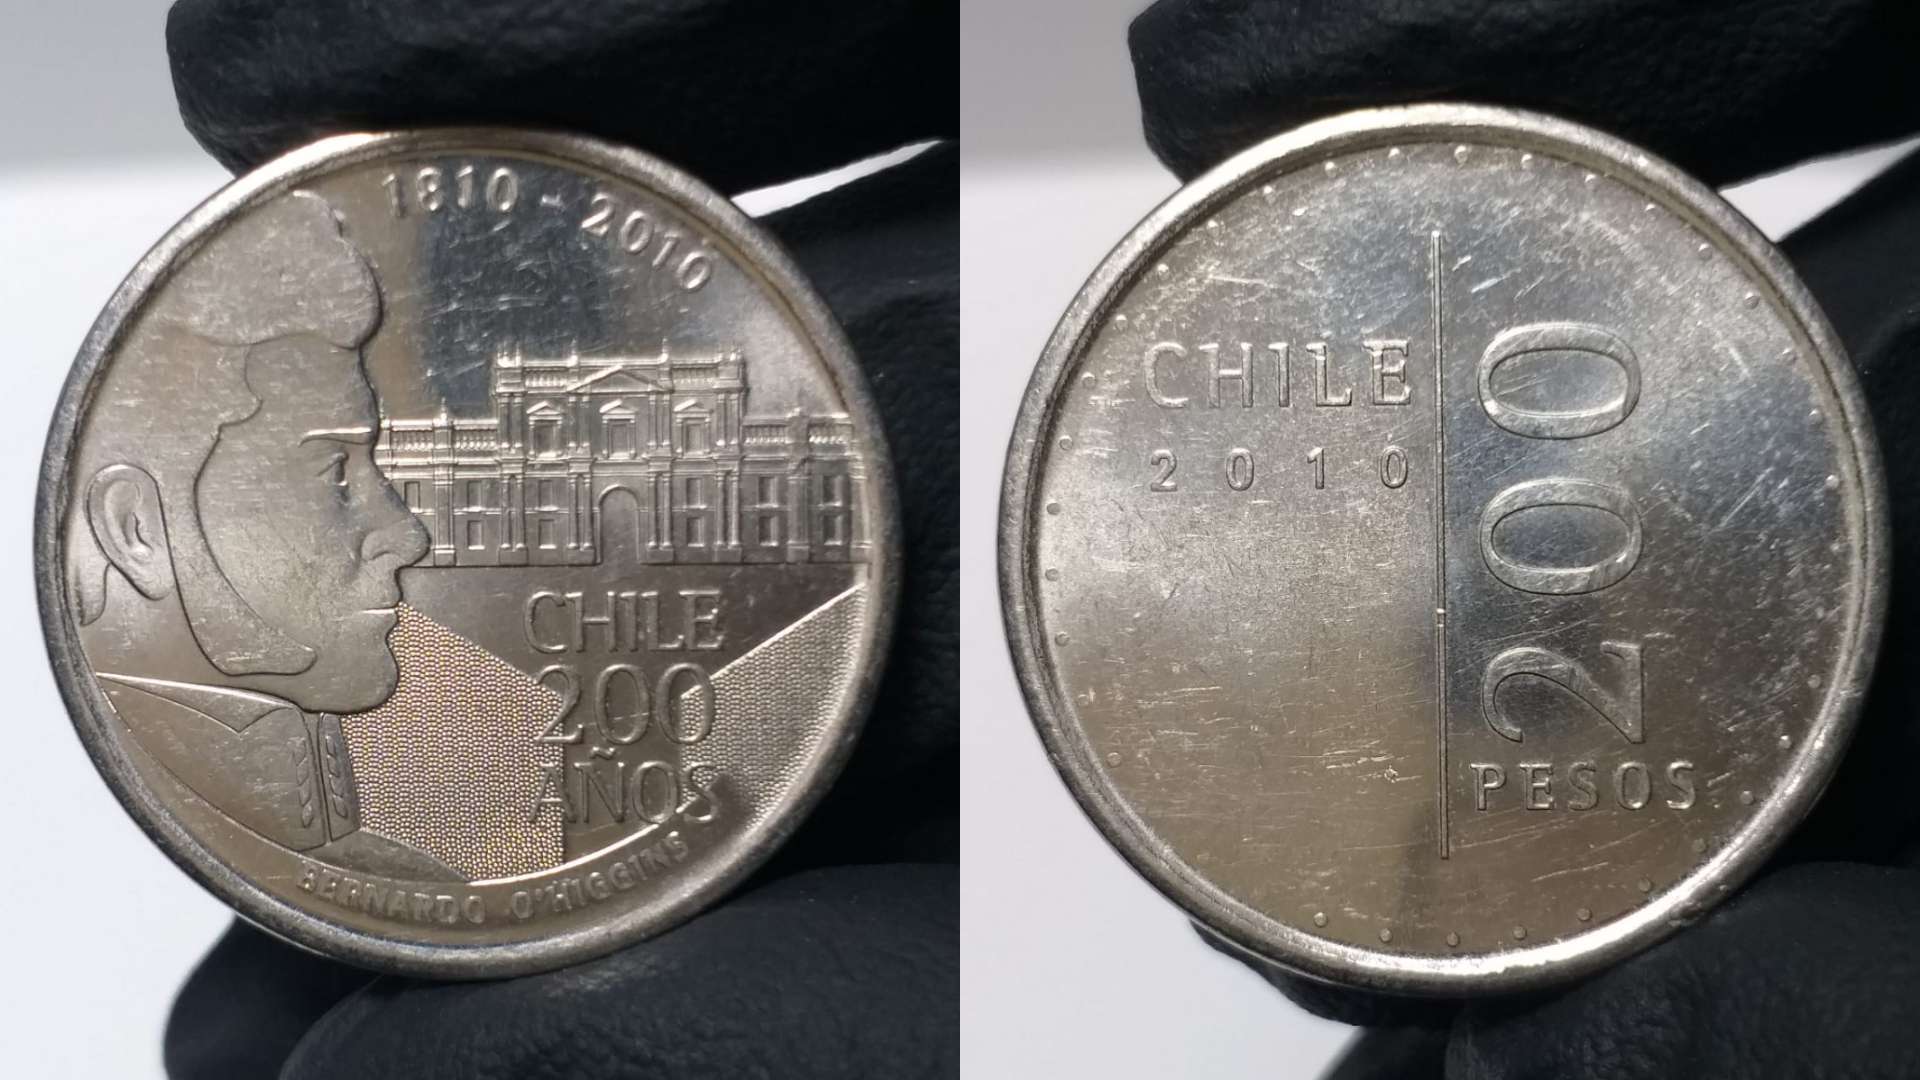 1810 - 2010
CHILE
200
AÑOS
BERNARDO O'HIGGINS
CHILE
2010
200
PESOS